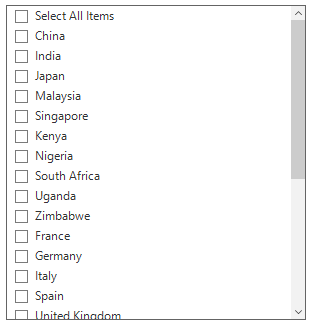 Select All Items
China
India
Japan
Malaysia
Singapore
Kenya
Nigeria
South Africa
Uganda
Zimbabwe
France
Germany
Italy
Spain
United Kingdom